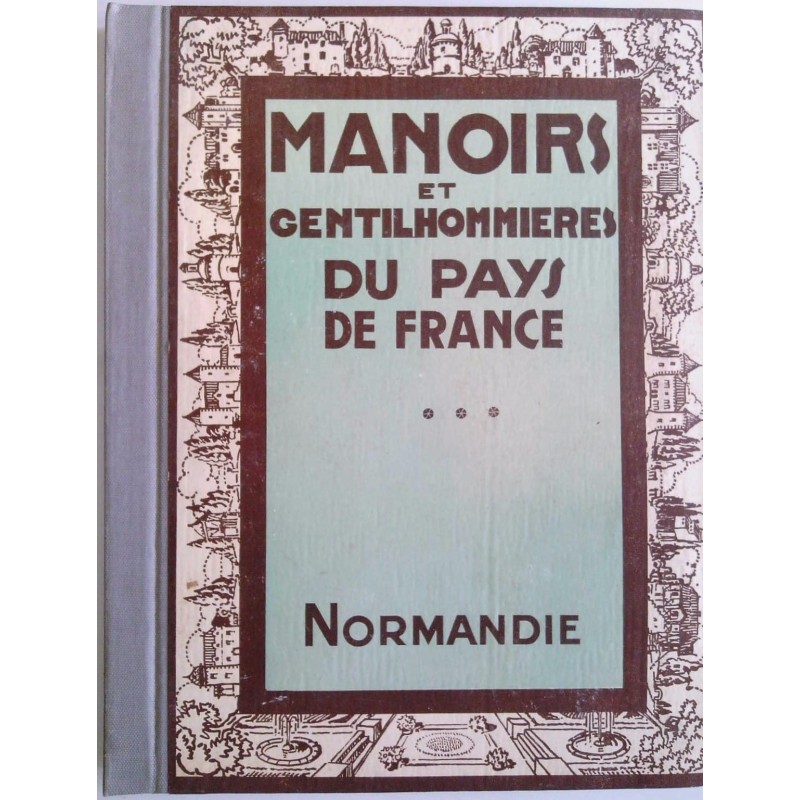 MANOIRS
ET
GENTILHOMMIERES
DU PAYS
DE FRANCE
NORMANDIE